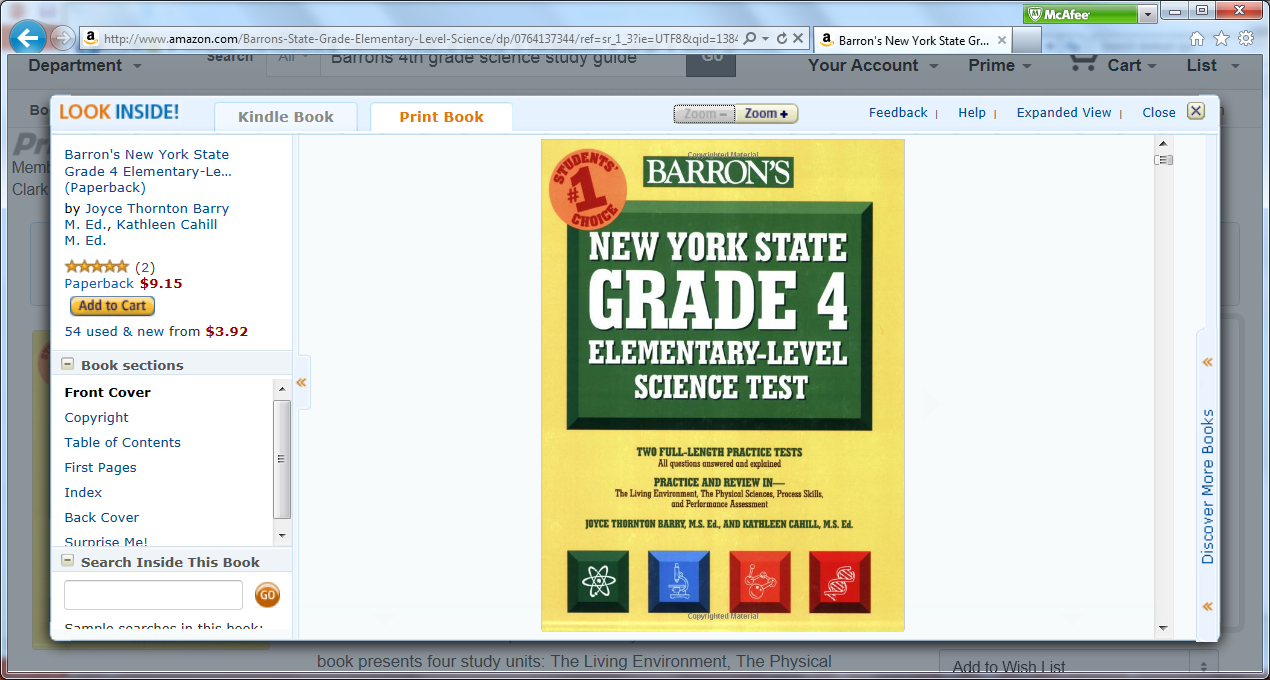 McAfee
http://www.amazon.com/Barrons-State-Grade-Elementary-Level-Science/dp/0764137344/ref=sr_1_3?ie=UTF8&qid=1384
Barron's New York State Gr...
Department
Search
All
Barrons 4th grade science study guide
GO
Your Account
Prime
Cart
List
LOOK INSIDE!
Kindle Book
Print Book
Zoom –
Zoom +
Feedback |
Help |
Expanded View |
Close
Barron's New York State
Grade 4 Elementary-Le...
(Paperback)
by Joyce Thornton Barry
M. Ed., Kathleen Cahill
M. Ed.
(2)
Paperback $9.15
Add to Cart
54 used & new from $3.92
Book sections
Front Cover
Copyright
Table of Contents
First Pages
Index
Back Cover
Surprise Me!
Search Inside This Book
GO
Sample searches in this book:
Copyrighted Material
STUDENTS'
#1
CHOICE
BARRON'S
NEW YORK STATE
GRADE 4
ELEMENTARY-LEVEL
SCIENCE TEST
TWO FULL-LENGTH PRACTICE TESTS
All questions answered and explained
PRACTICE AND REVIEW IN—
The Living Environment, The Physical Sciences, Process Skills,
and Performance Assessment
JOYCE THORNTON BARRY, M.S. Ed., AND KATHLEEN CAHILL, M.S. Ed.
Copyrighted Material
Discover More Books
Memb
Clark
book presents four study units: The Living Environment, The Physical
Add to Wish List